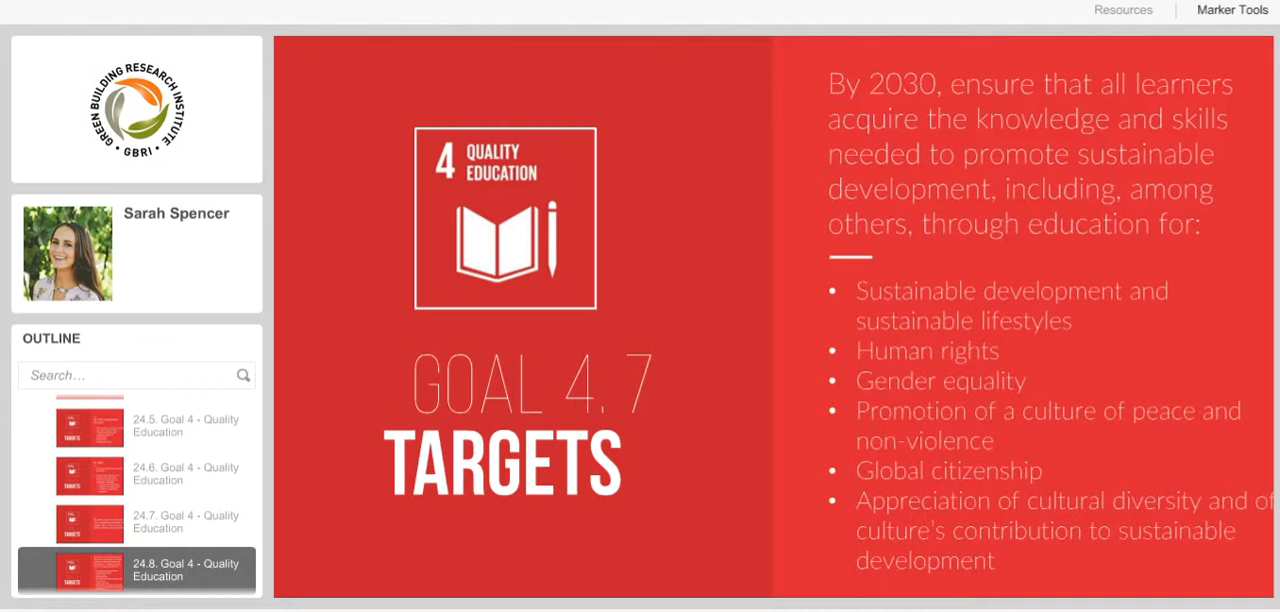 Resources
Marker Tools
GREEN BUILDING RESEARCH INSTITUTE
• GBRI •
Sarah Spencer
OUTLINE
Search...
24.5. Goal 4 - Quality
Education
24.6. Goal 4 - Quality
Education
24.7. Goal 4 - Quality
Education
24.8. Goal 4 - Quality
Education
4 QUALITY
EDUCATION
GOAL 4.7
TARGETS
By 2030, ensure that all learners
acquire the knowledge and skills
needed to promote sustainable
development, including, among
others, through education for:
• Sustainable development and
sustainable lifestyles
• Human rights
• Gender equality
• Promotion of a culture of peace and
non-violence
• Global citizenship
• Appreciation of cultural diversity and of
culture's contribution to sustainable
development